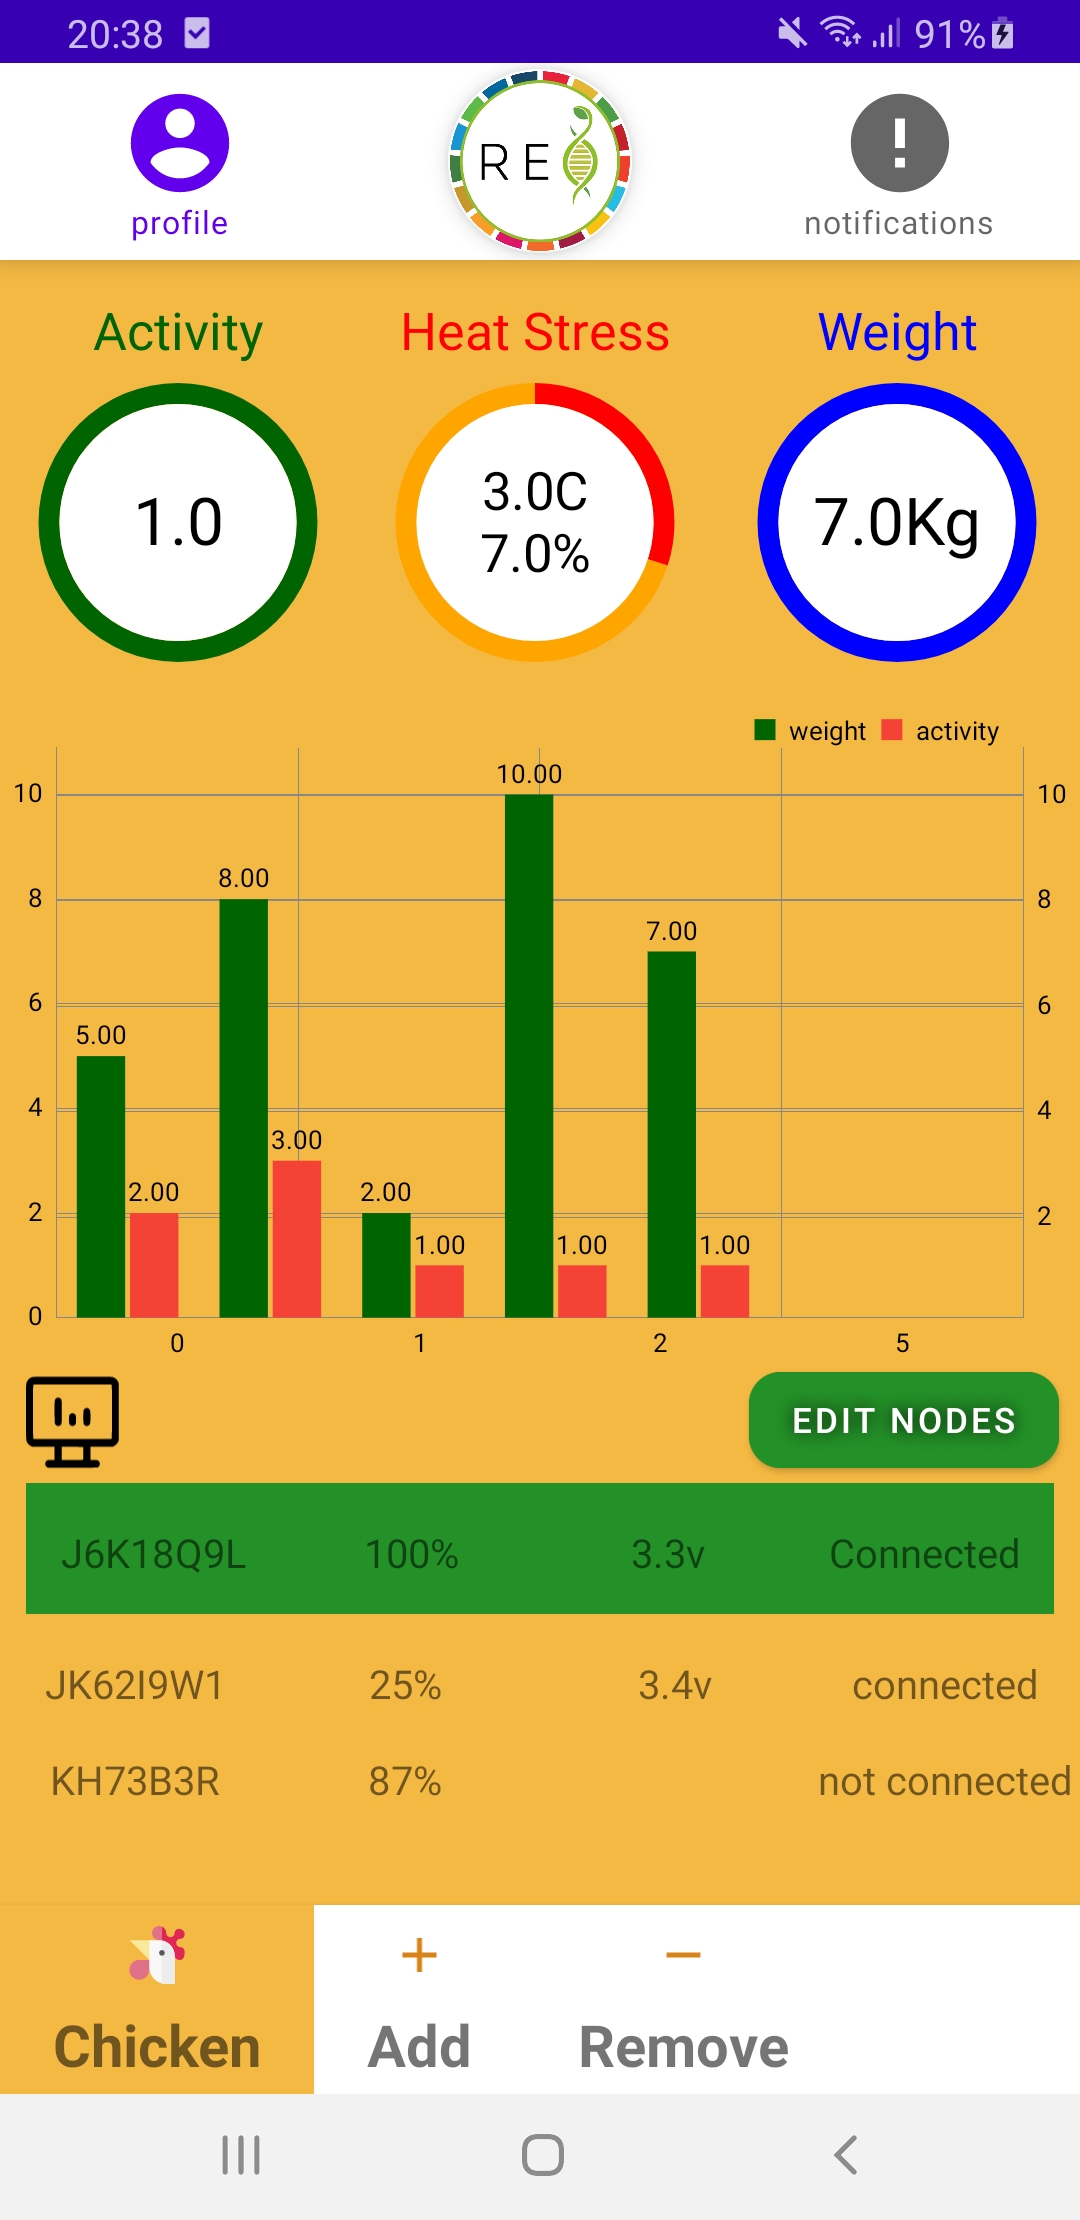 20:38 91%
RE
profile notifications
Activity Heat Stress Weight
1.0 3.0C 7.0Kg
7.0%
weight activity
10.00
10 10
8.00
8 8
7.00
6 6
5.00
4 4
3.00
2.00 2.00
2 2
1.00 1.00 1.00
0
0 1 2 5
EDIT NODES
J6K18Q9L 100% 3.3v Connected
JK62I9W1 25% 3.4v connected
KH73B3R 87% not connected
Chicken Add Remove